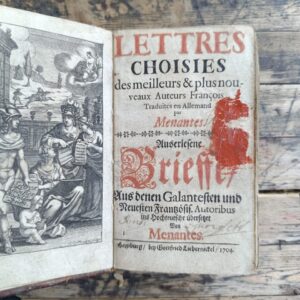 LETTRES
CHOISIES
des meilleurs & plus nou-
veaux Auteurs François
Traduites en Allemand
par
Menantes/
Auserlesene
Brieffe/
Aus denen Galantesten und
Neuesten Frantzösis. Autoribus
ins Hochteutsche übersetzet
Von
Menantes.
Hamburg/ bey Gottfried Liebernickel/ 1704